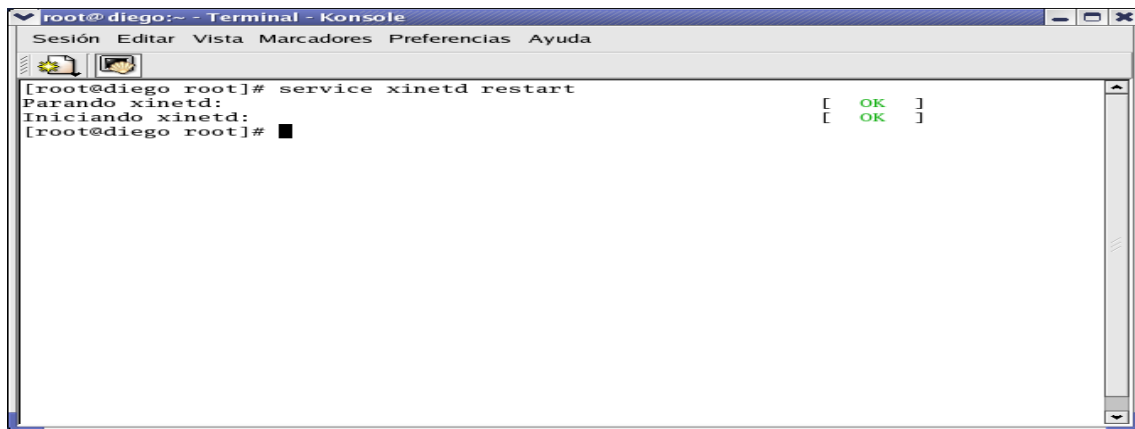 root@diego:~ - Terminal - Konsole
Sesión Editar Vista Marcadores Preferencias Ayuda
[root@diego root]# service xinetd restart
Parando xinetd: [ OK ]
Iniciando xinetd: [ OK ]
[root@diego root]#